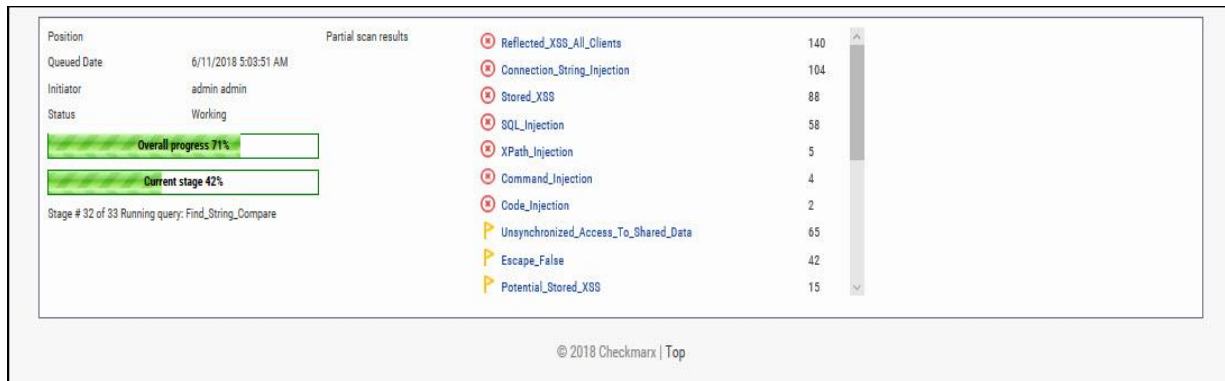 Position
Queued Date 6/11/2018 5:03:51 AM
Initiator admin admin
Status Working
Overall progress 71%
Current stage 42%
Stage # 32 of 33 Running query: Find_String_Compare
Partial scan results
Reflected_XSS_All_Clients 140
Connection_String_Injection 104
Stored_XSS 88
SQL_Injection 58
XPath_Injection 5
Command_Injection 4
Code_Injection 2
Unsynchronized_Access_To_Shared_Data 65
Escape_False 42
Potential_Stored_XSS 15
© 2018 Checkmarx | Top